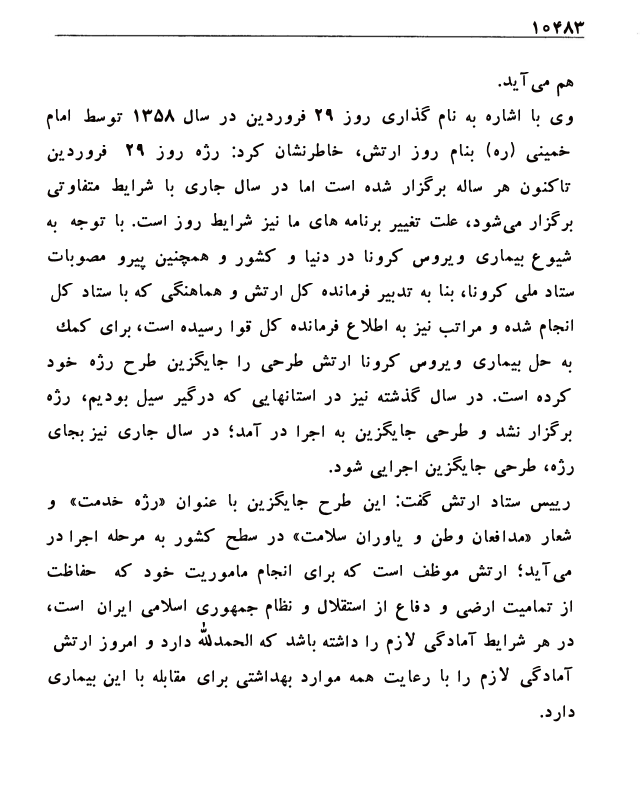 ۱۰۴۸۳
هم می‌آید.
وی با اشاره به نام گذاری روز ۲۹ فروردین در سال ۱۳۵۸ توسط امام
خمینی (ره) بنام روز ارتش، خاطرنشان کرد: رژه روز ۲۹ فروردین
تاکنون هر ساله برگزار شده است اما در سال جاری با شرایط متفاوتی
برگزار می‌شود، علت تغییر برنامه های ما نیز شرایط روز است. با توجه به
شیوع بیماری ویروس کرونا در دنیا و کشور و همچنین پیرو مصوبات
ستاد ملی کرونا، بنا به تدبیر فرمانده کل ارتش و هماهنگی که با ستاد کل
انجام شده و مراتب نیز به اطلاع فرمانده کل قوا رسیده است، برای کمك
به حل بیماری ویروس کرونا ارتش طرحی را جایگزین طرح رژه خود
کرده است. در سال گذشته نیز در استانهایی که درگیر سیل بودیم، رژه
برگزار نشد و طرحی جایگزین به اجرا در آمد؛ در سال جاری نیز بجای
رژه، طرحی جایگزین اجرایی شود.
رییس ستاد ارتش گفت: این طرح جایگزین با عنوان «رژه خدمت» و
شعار «مدافعان وطن و یاوران سلامت» در سطح کشور به مرحله اجرا در
می‌آید؛ ارتش موظف است که برای انجام ماموریت خود که حفاظت
از تمامیت ارضی و دفاع از استقلال و نظام جمهوری اسلامی ایران است،
در هر شرایط آمادگی لازم را داشته باشد که الحمدلله دارد و امروز ارتش
آمادگی لازم را با رعایت همه موارد بهداشتی برای مقابله با این بیماری
دارد.